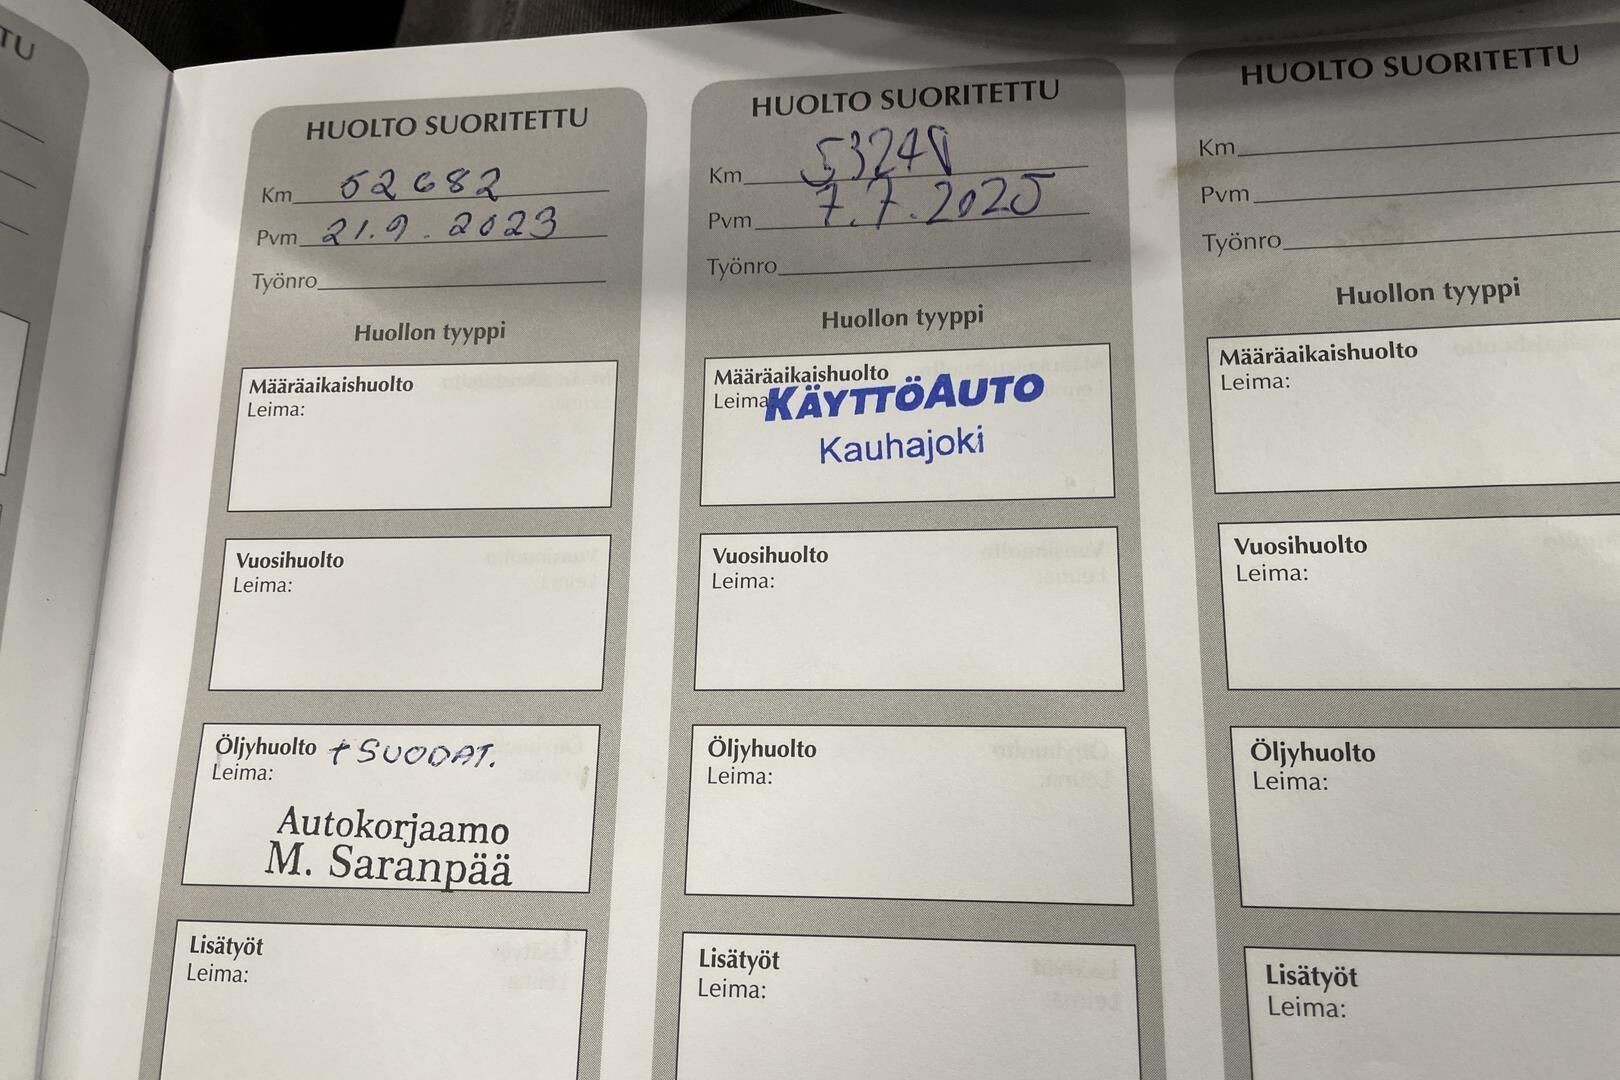 TU
HUOLTO SUORITETTU
Km 52682
Pvm 21.9.2023
Työnro
Huollon tyyppi
Määräaikaishuolto
Leima:
Vuosihuolto
Leima:
Öljyhuolto + SUODAT.
Leima:
Autokorjaamo
M. Saranpää
Lisätyöt
Leima:
HUOLTO SUORITETTU
Km
Pvm 7.7.2025
Työnro
Huollon tyyppi
Määräaikaishuolto
Leima
KÄYTTÖAUTO
Kauhajoki
Vuosihuolto
Leima:
Öljyhuolto
Leima:
Lisätyöt
Leima:
HUOLTO SUORITETTU
Km
Pvm
Työnro
Huollon tyyppi
Määräaikaishuolto
Leima:
Vuosihuolto
Leima:
Öljyhuolto
Leima:
Lisätyöt
Leima: